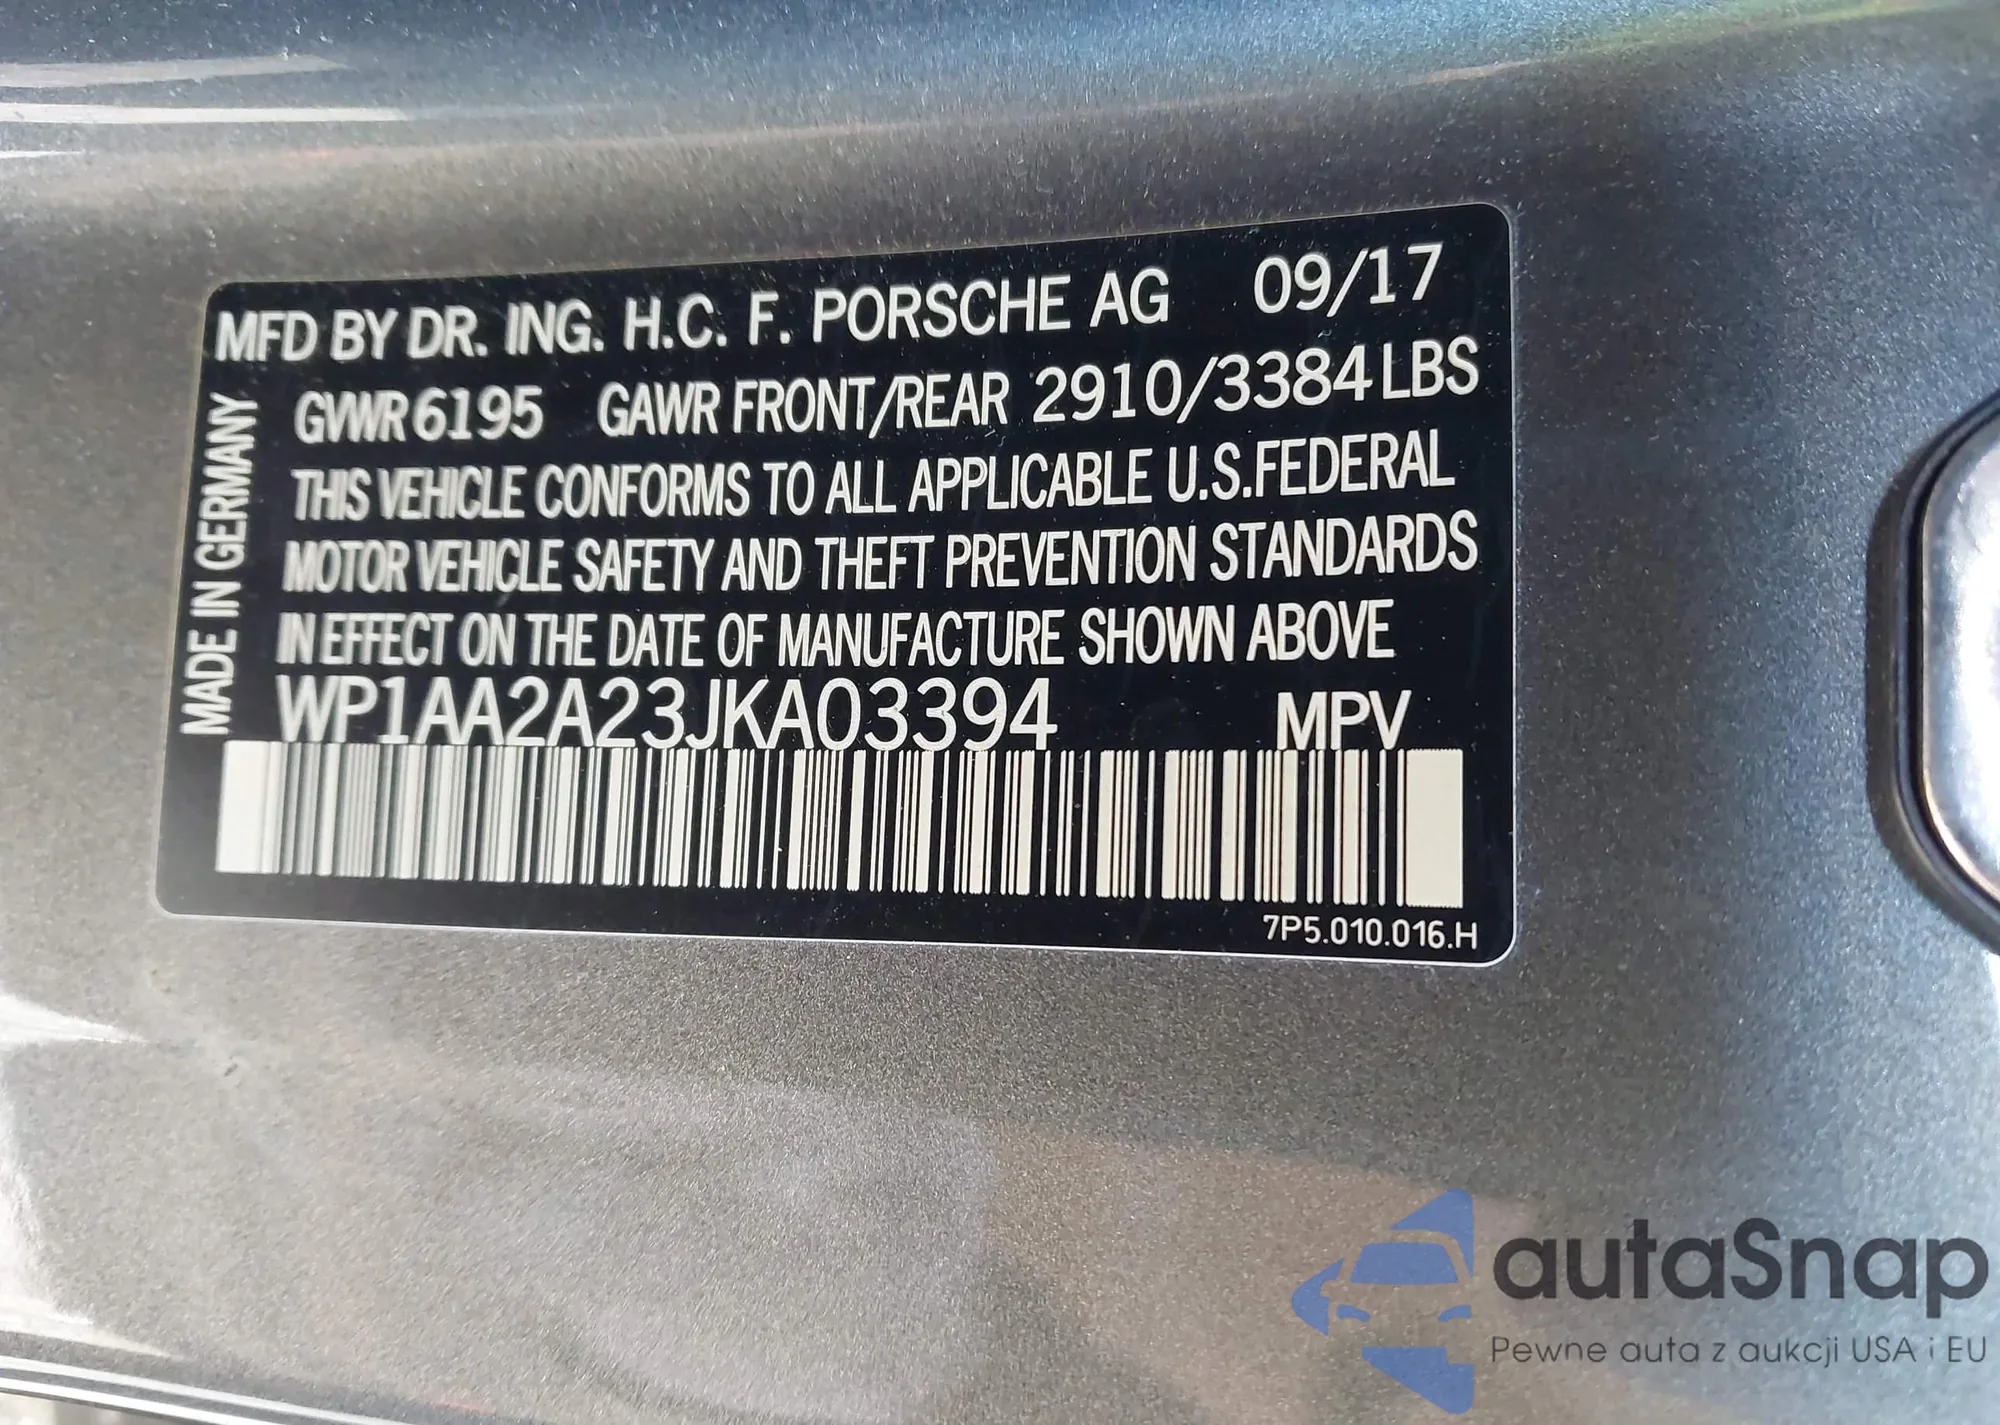 MFD BY DR. ING. H.C. F. PORSCHE AG 09/17
GVWR 6195 GAWR FRONT/REAR 2910/3384 LBS
THIS VEHICLE CONFORMS TO ALL APPLICABLE U.S.FEDERAL
MOTOR VEHICLE SAFETY AND THEFT PREVENTION STANDARDS
IN EFFECT ON THE DATE OF MANUFACTURE SHOWN ABOVE
WP1AA2A23JKA03394 MPV
MADE IN GERMANY
7P5.010.016.H
autaSnap
Pewne auta z aukcji USA i EU